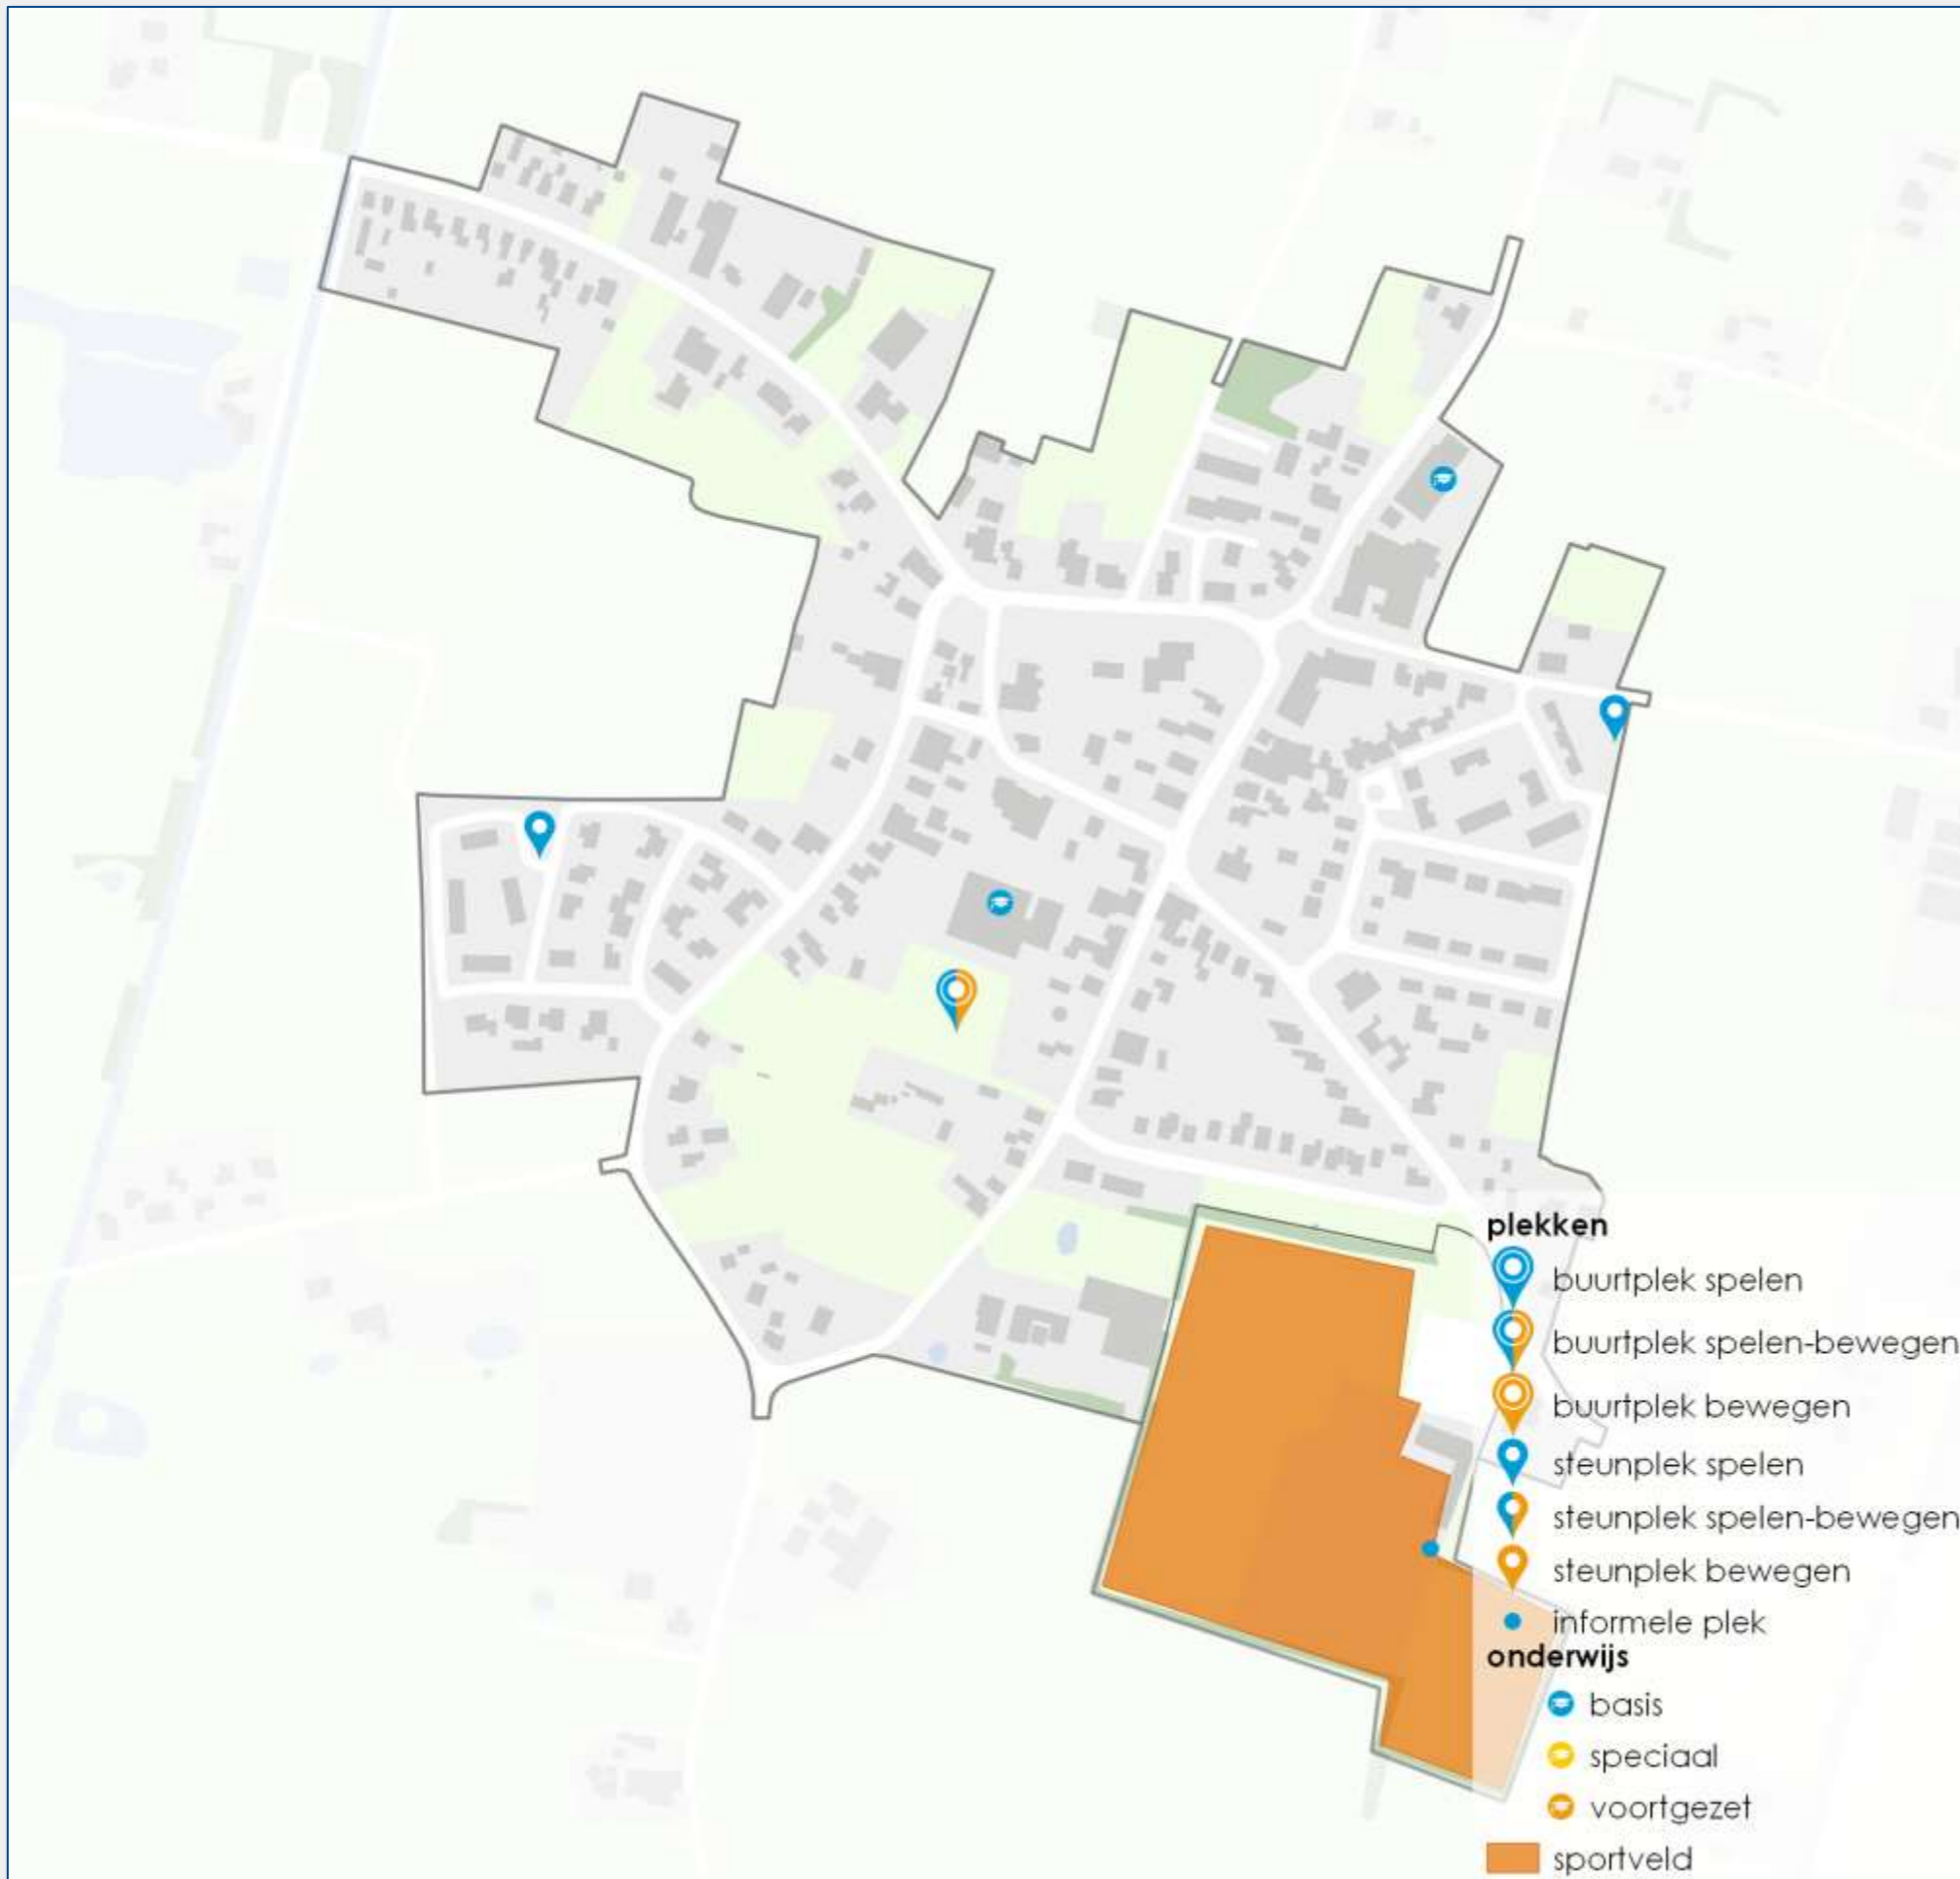 plekken
buurtplek spelen
buurtplek spelen-bewegen
buurtplek bewegen
steunplek spelen
steunplek spelen-bewegen
steunplek bewegen
informele plek
onderwijs
basis
speciaal
voortgezet
sportveld